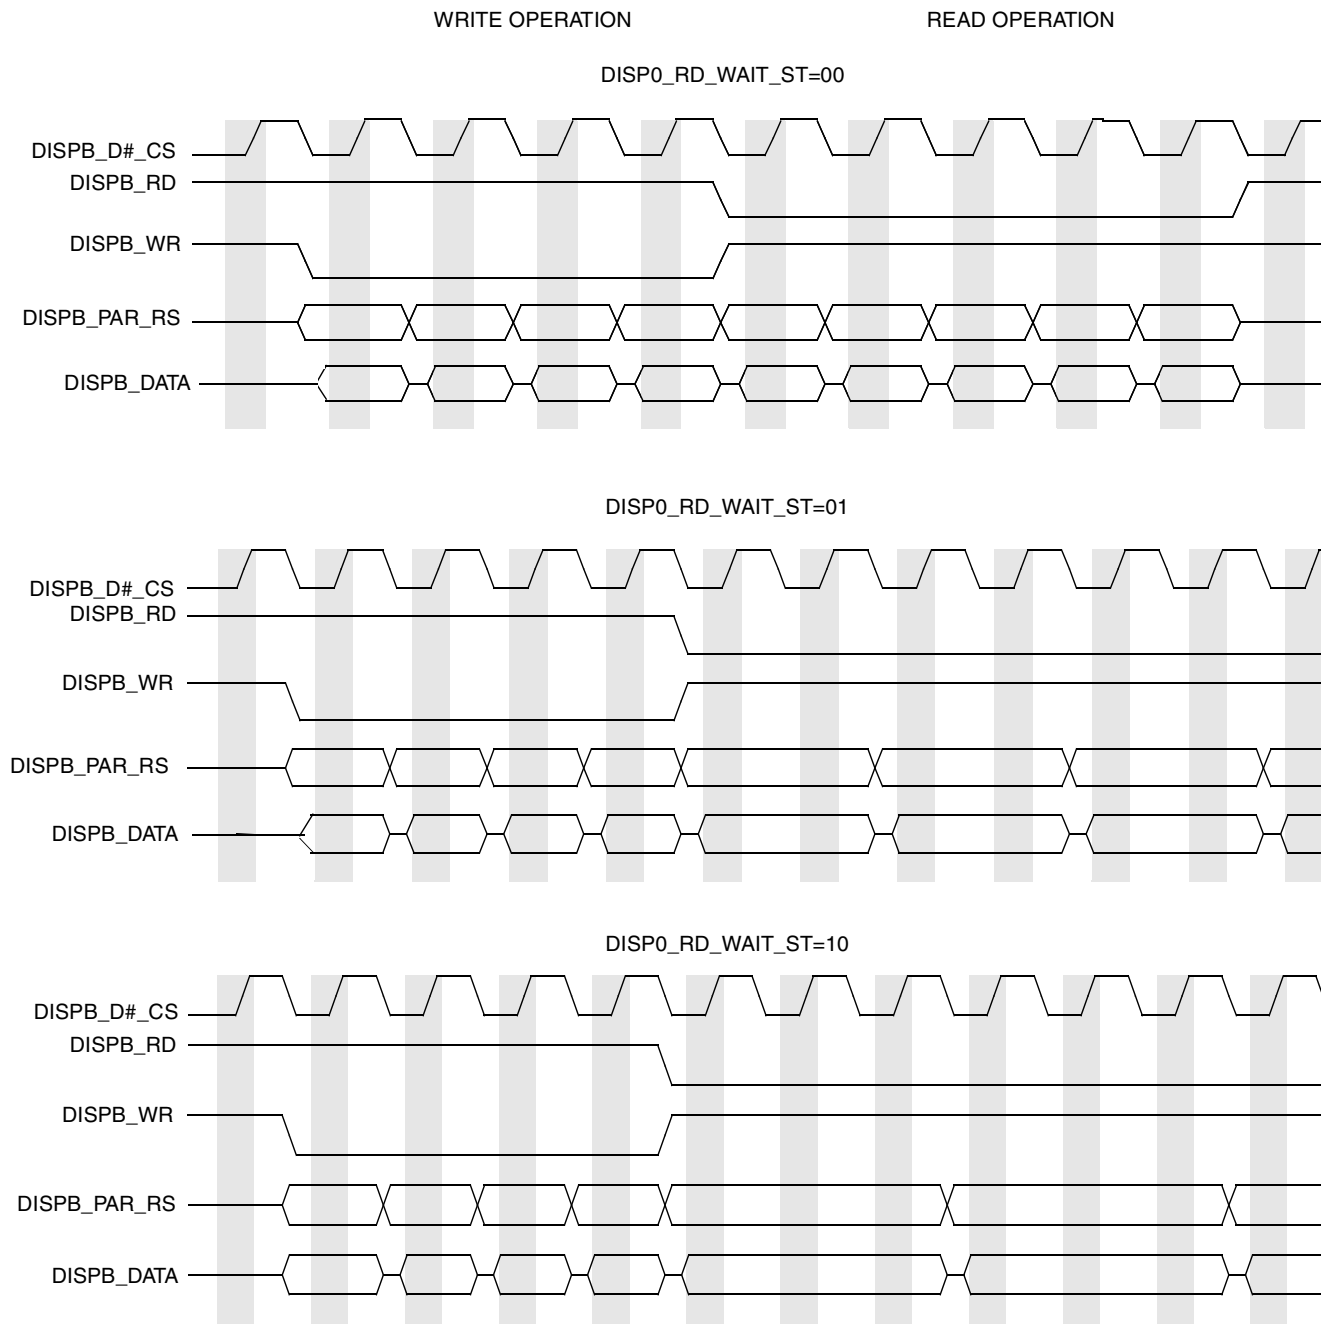 WRITE OPERATION
READ OPERATION
DISP0_RD_WAIT_ST=00
DISPB_D#_CS
DISPB_RD
DISPB_WR
DISPB_PAR_RS
DISPB_DATA
DISP0_RD_WAIT_ST=01
DISPB_D#_CS
DISPB_RD
DISPB_WR
DISPB_PAR_RS
DISPB_DATA
DISP0_RD_WAIT_ST=10
DISPB_D#_CS
DISPB_RD
DISPB_WR
DISPB_PAR_RS
DISPB_DATA